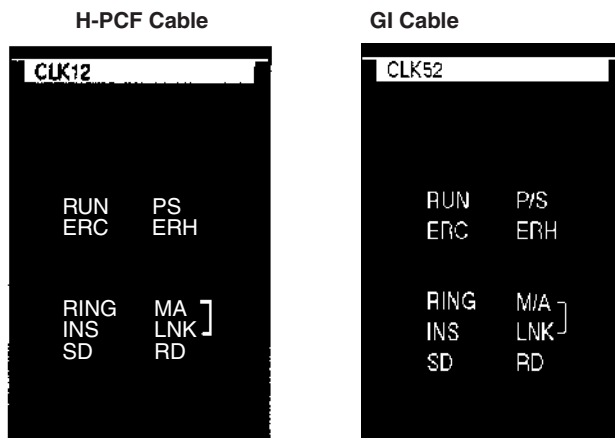 H-PCF Cable
CLK12
RUN PS
ERC ERH
RING MA
INS LNK
SD RD
GI Cable
CLK52
RUN P/S
ERC ERH
RING M/A
INS LNK
SD RD